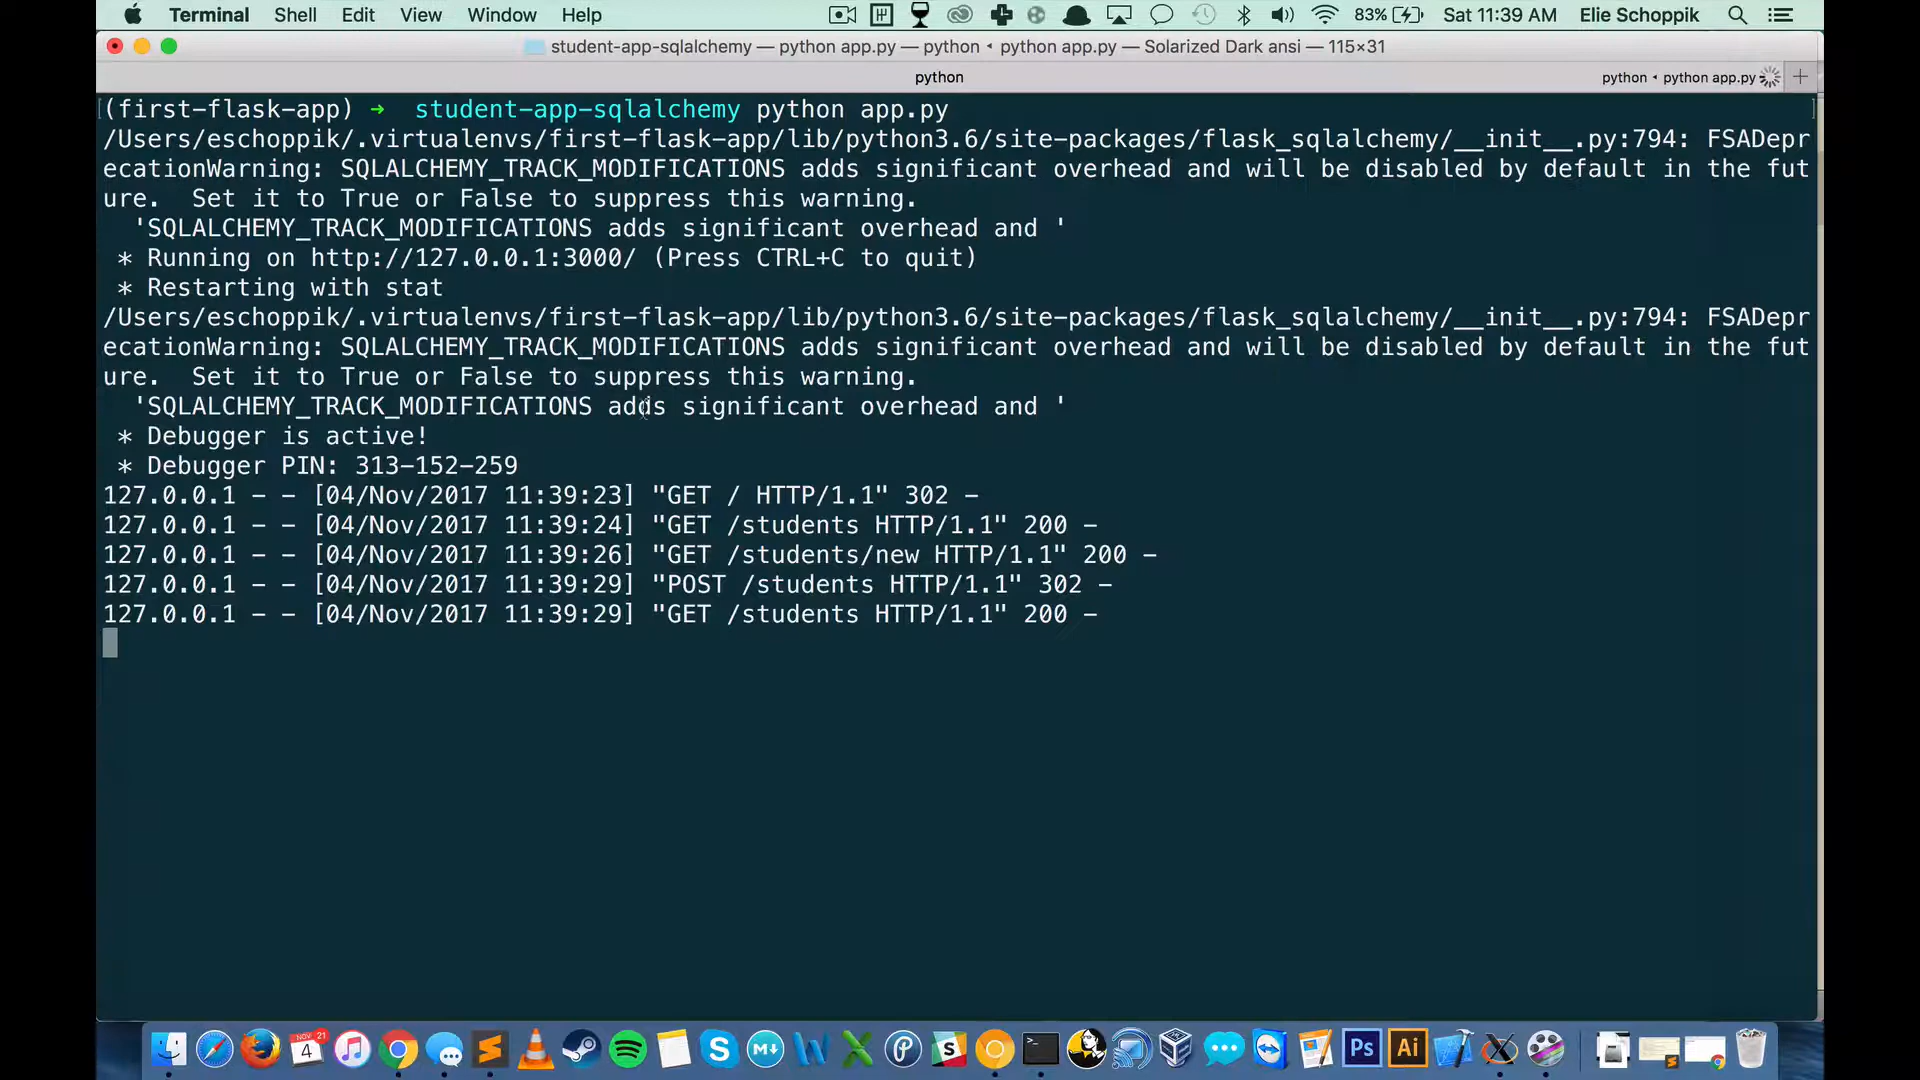 Terminal Shell Edit View Window Help 83% Sat 11:39 AM Elie Schoppik
student-app-sqlalchemy — python app.py — python ◂ python app.py — Solarized Dark ansi — 115×31
python python ◂ python app.py
(first-flask-app) ➜ student-app-sqlalchemy python app.py
/Users/eschoppik/.virtualenvs/first-flask-app/lib/python3.6/site-packages/flask_sqlalchemy/__init__.py:794: FSADepr
ecationWarning: SQLALCHEMY_TRACK_MODIFICATIONS adds significant overhead and will be disabled by default in the fut
ure.  Set it to True or False to suppress this warning.
  'SQLALCHEMY_TRACK_MODIFICATIONS adds significant overhead and '
 * Running on http://127.0.0.1:3000/ (Press CTRL+C to quit)
 * Restarting with stat
/Users/eschoppik/.virtualenvs/first-flask-app/lib/python3.6/site-packages/flask_sqlalchemy/__init__.py:794: FSADepr
ecationWarning: SQLALCHEMY_TRACK_MODIFICATIONS adds significant overhead and will be disabled by default in the fut
ure.  Set it to True or False to suppress this warning.
  'SQLALCHEMY_TRACK_MODIFICATIONS adds significant overhead and '
 * Debugger is active!
 * Debugger PIN: 313-152-259
127.0.0.1 - - [04/Nov/2017 11:39:23] "GET / HTTP/1.1" 302 -
127.0.0.1 - - [04/Nov/2017 11:39:24] "GET /students HTTP/1.1" 200 -
127.0.0.1 - - [04/Nov/2017 11:39:26] "GET /students/new HTTP/1.1" 200 -
127.0.0.1 - - [04/Nov/2017 11:39:29] "POST /students HTTP/1.1" 302 -
127.0.0.1 - - [04/Nov/2017 11:39:29] "GET /students HTTP/1.1" 200 -
NOV 21
4
Ps Ai